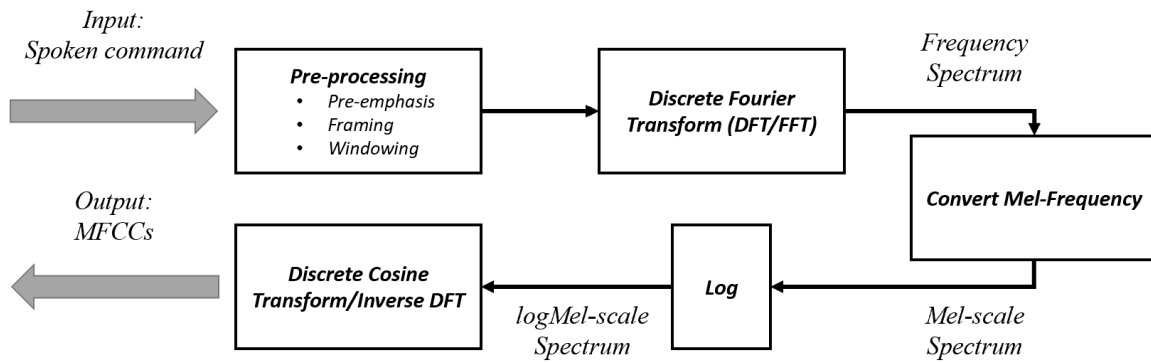 Input:
Spoken command
Pre-processing
• Pre-emphasis
• Framing
• Windowing
Discrete Fourier
Transform (DFT/FFT)
Frequency
Spectrum
Convert Mel-Frequency
Mel-scale
Spectrum
Log
logMel-scale
Spectrum
Discrete Cosine
Transform/Inverse DFT
Output:
MFCCs